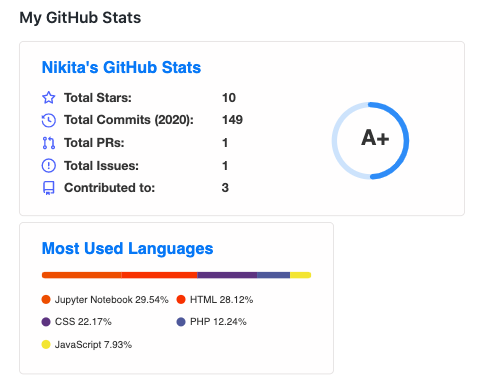 My GitHub Stats
Nikita's GitHub Stats
Total Stars: 10
Total Commits (2020): 149
Total PRs: 1
Total Issues: 1
Contributed to: 3
A+
Most Used Languages
Jupyter Notebook 29.54% HTML 28.12%
CSS 22.17% PHP 12.24%
JavaScript 7.93%